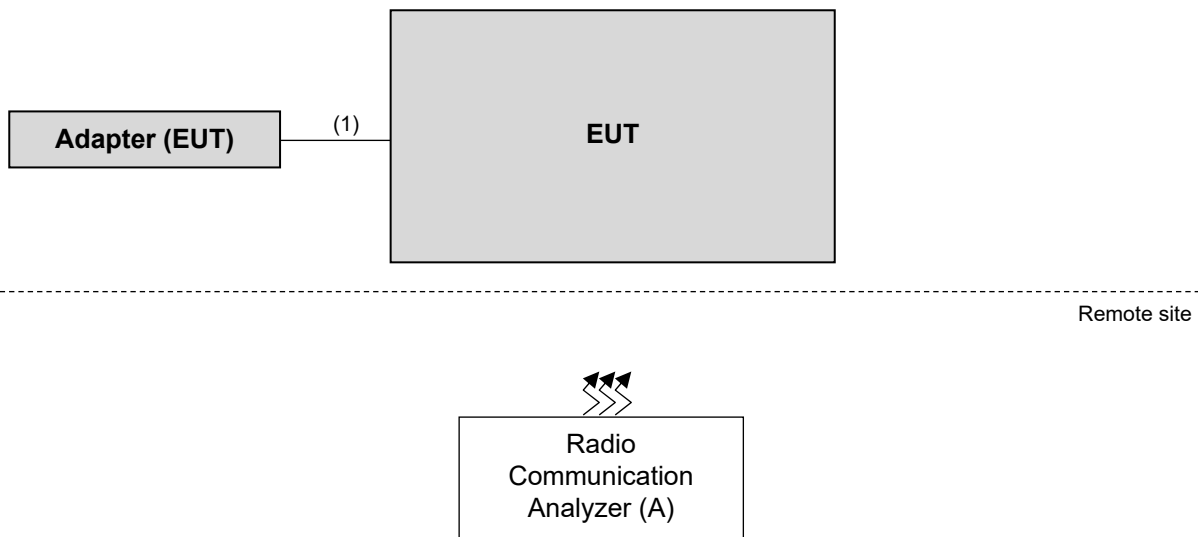 (1)
Adapter (EUT)
EUT
Remote site
Radio
Communication
Analyzer (A)